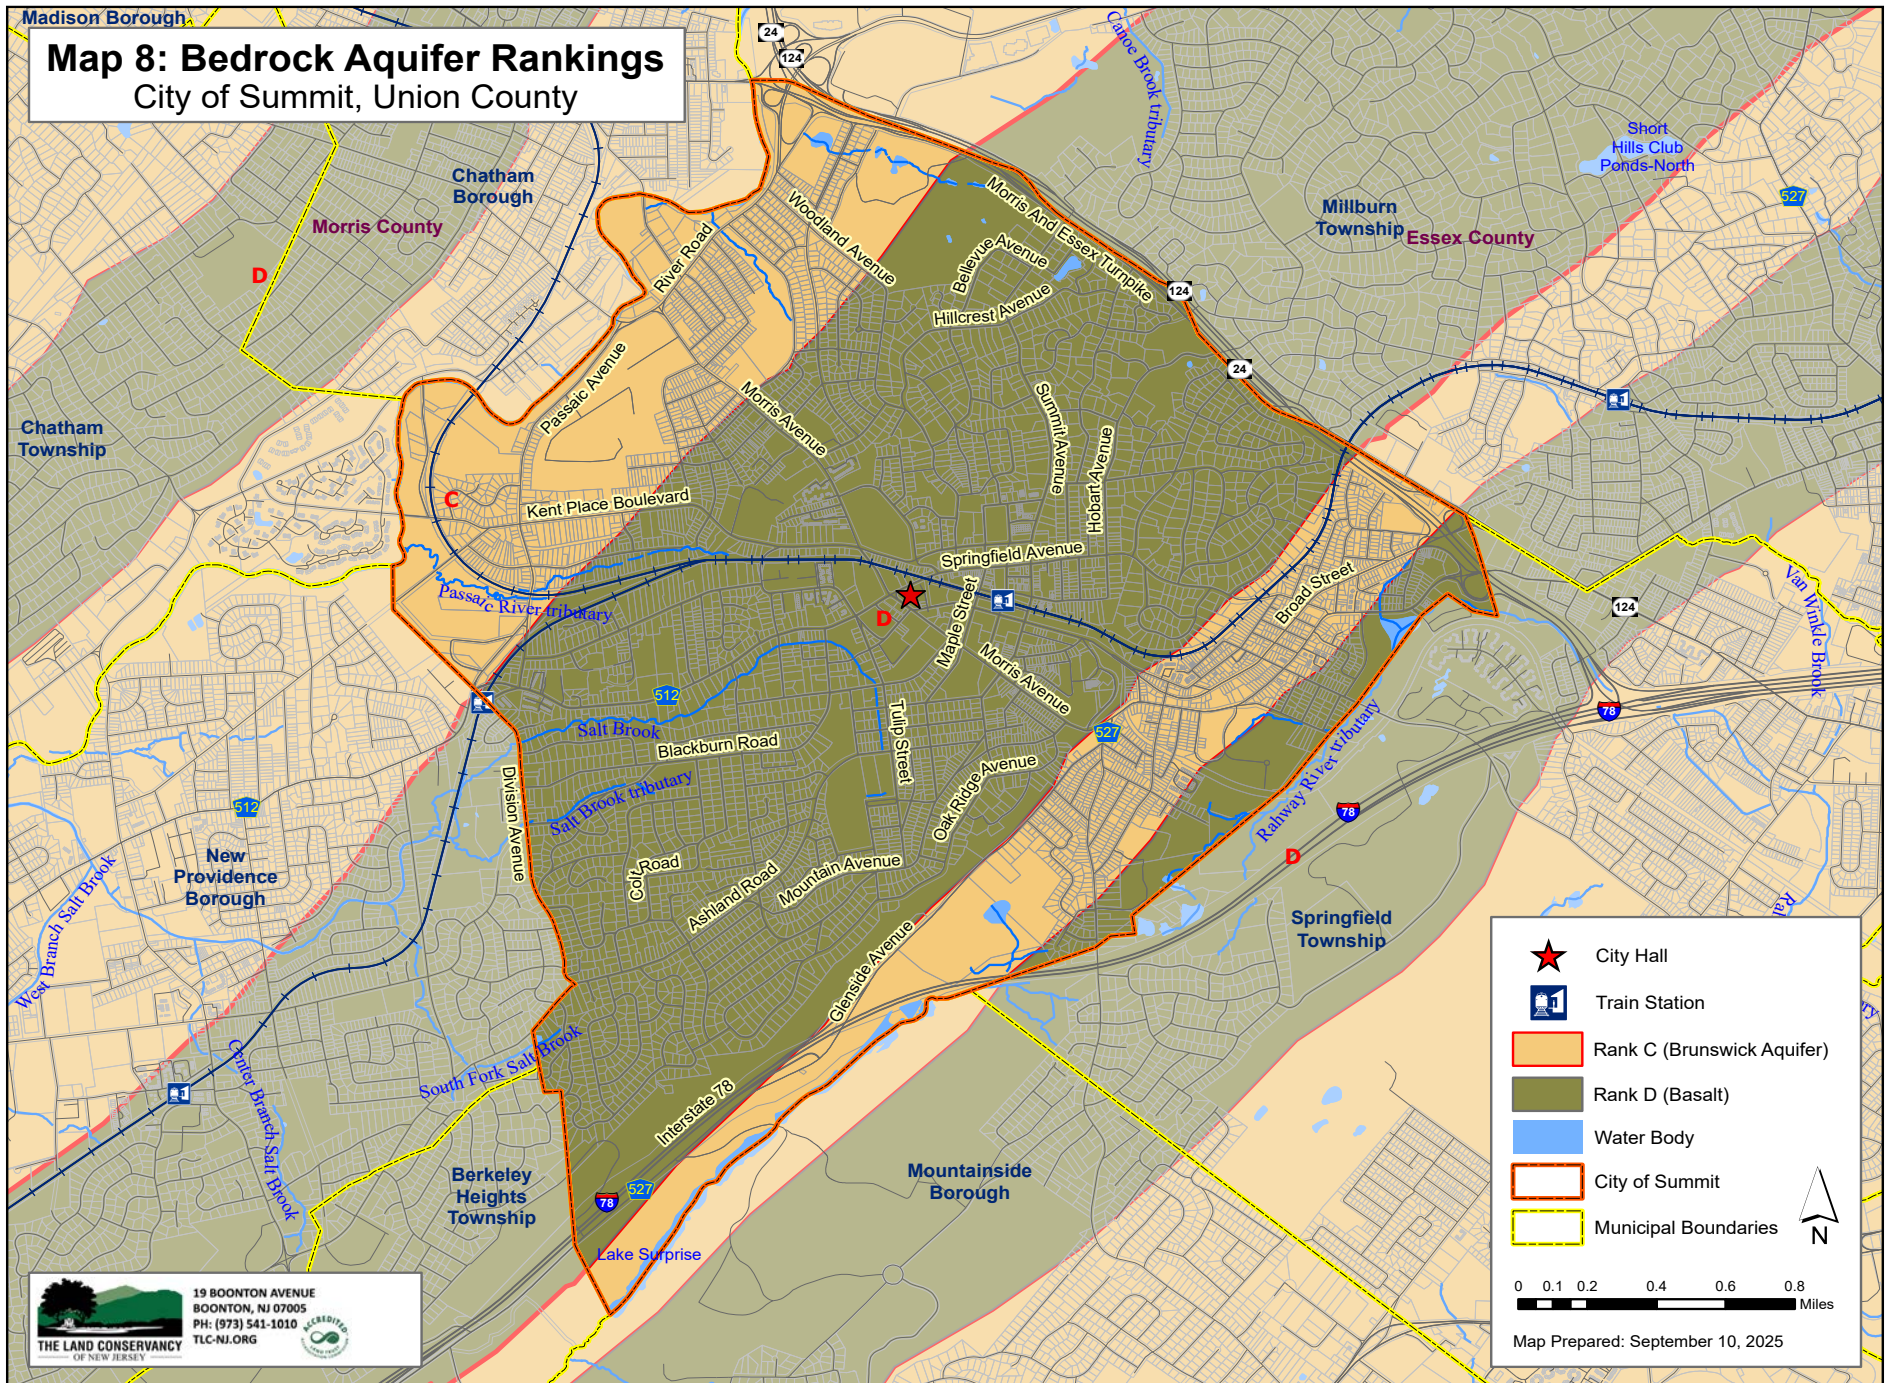 Madison Borough
Map 8: Bedrock Aquifer Rankings
City of Summit, Union County
24
124
Canoe Brook tributary
Short
Hills Club
Ponds-North
527
Chatham
Borough
Morris County
Millburn
Township
Essex County
D
River Road
Woodland Avenue
Morris And Essex Turnpike
Bellevue Avenue
Hillcrest Avenue
124
24
Passaic Avenue
Morris Avenue
Summit Avenue
Hobart Avenue
Chatham
Township
C
Kent Place Boulevard
Springfield Avenue
Passaic River tributary
D
Maple Street
Broad Street
Van Winkle Brook
124
Morris Avenue
512
Salt Brook
Blackburn Road
Tulip Street
527
78
Rahway River tributary
Salt Brook tributary
Division Avenue
Oak Ridge Avenue
78
D
512
New
Providence
Borough
West Branch Salt Brook
Colt Road
Ashland Road
Mountain Avenue
Glenside Avenue
Springfield
Township
Ral
ry
South Fork Salt Brook
Center Branch Salt Brook
Interstate 78
Berkeley
Heights
Township
78
527
Mountainside
Borough
Lake Surprise
City Hall
Train Station
Rank C (Brunswick Aquifer)
Rank D (Basalt)
Water Body
City of Summit
Municipal Boundaries
N
0 0.1 0.2 0.4 0.6 0.8
Miles
Map Prepared: September 10, 2025
THE LAND CONSERVANCY
OF NEW JERSEY
19 BOONTON AVENUE
BOONTON, NJ 07005
PH: (973) 541-1010
TLC-NJ.ORG
ACCREDITED